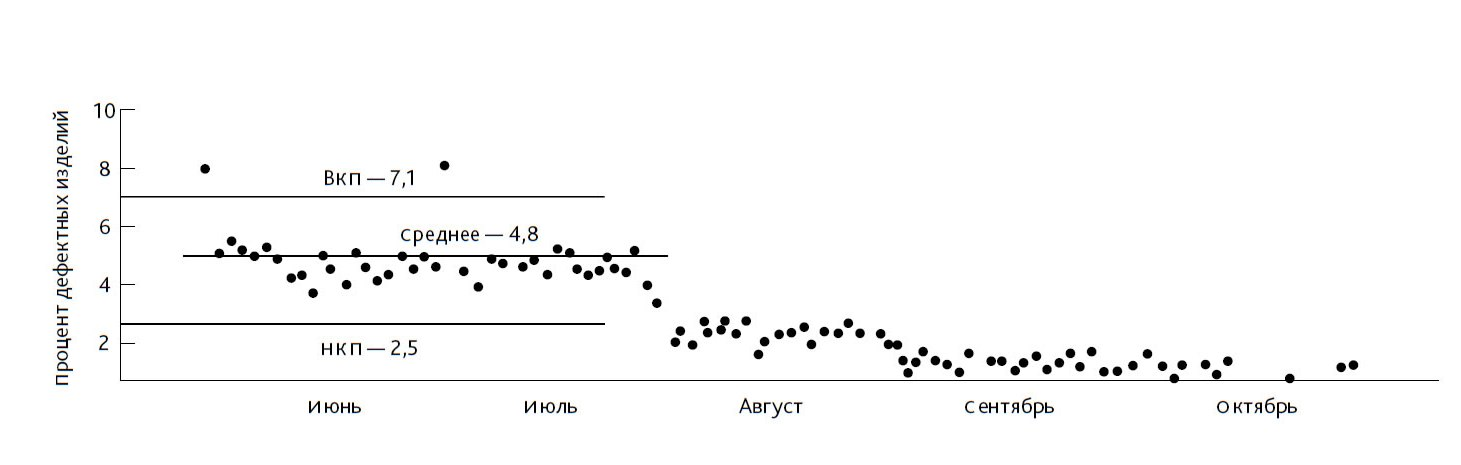 Процент дефектных изделий
10
8
6
4
2
Вкп — 7,1
Среднее — 4,8
нкп — 2,5
Июнь
Июль
Август
Сентябрь
Октябрь